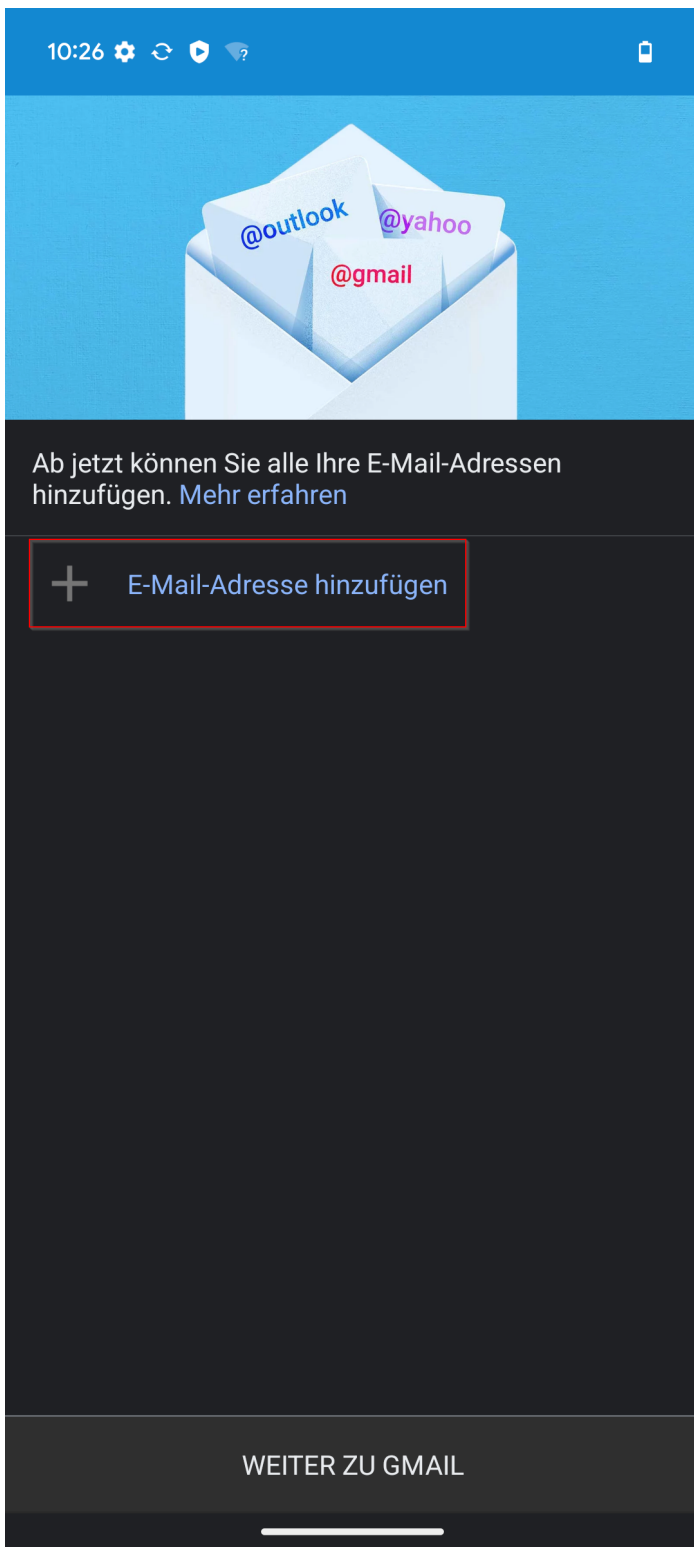 10:26
@outlook
@yahoo
@gmail
Ab jetzt können Sie alle Ihre E-Mail-Adressen
hinzufügen. Mehr erfahren
E-Mail-Adresse hinzufügen
WEITER ZU GMAIL